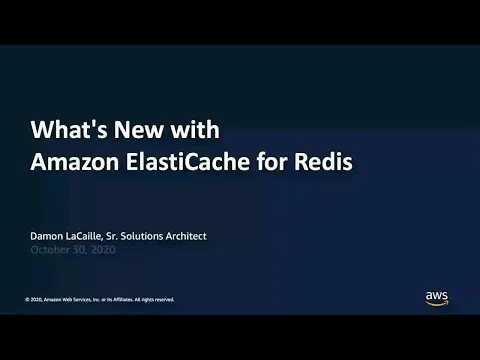 What's New with
Amazon ElastiCache for Redis
Damon LaCaille, Sr. Solutions Architect
October 30, 2020
© 2020, Amazon Web Services, Inc. or its Affiliates. All rights reserved.
aws